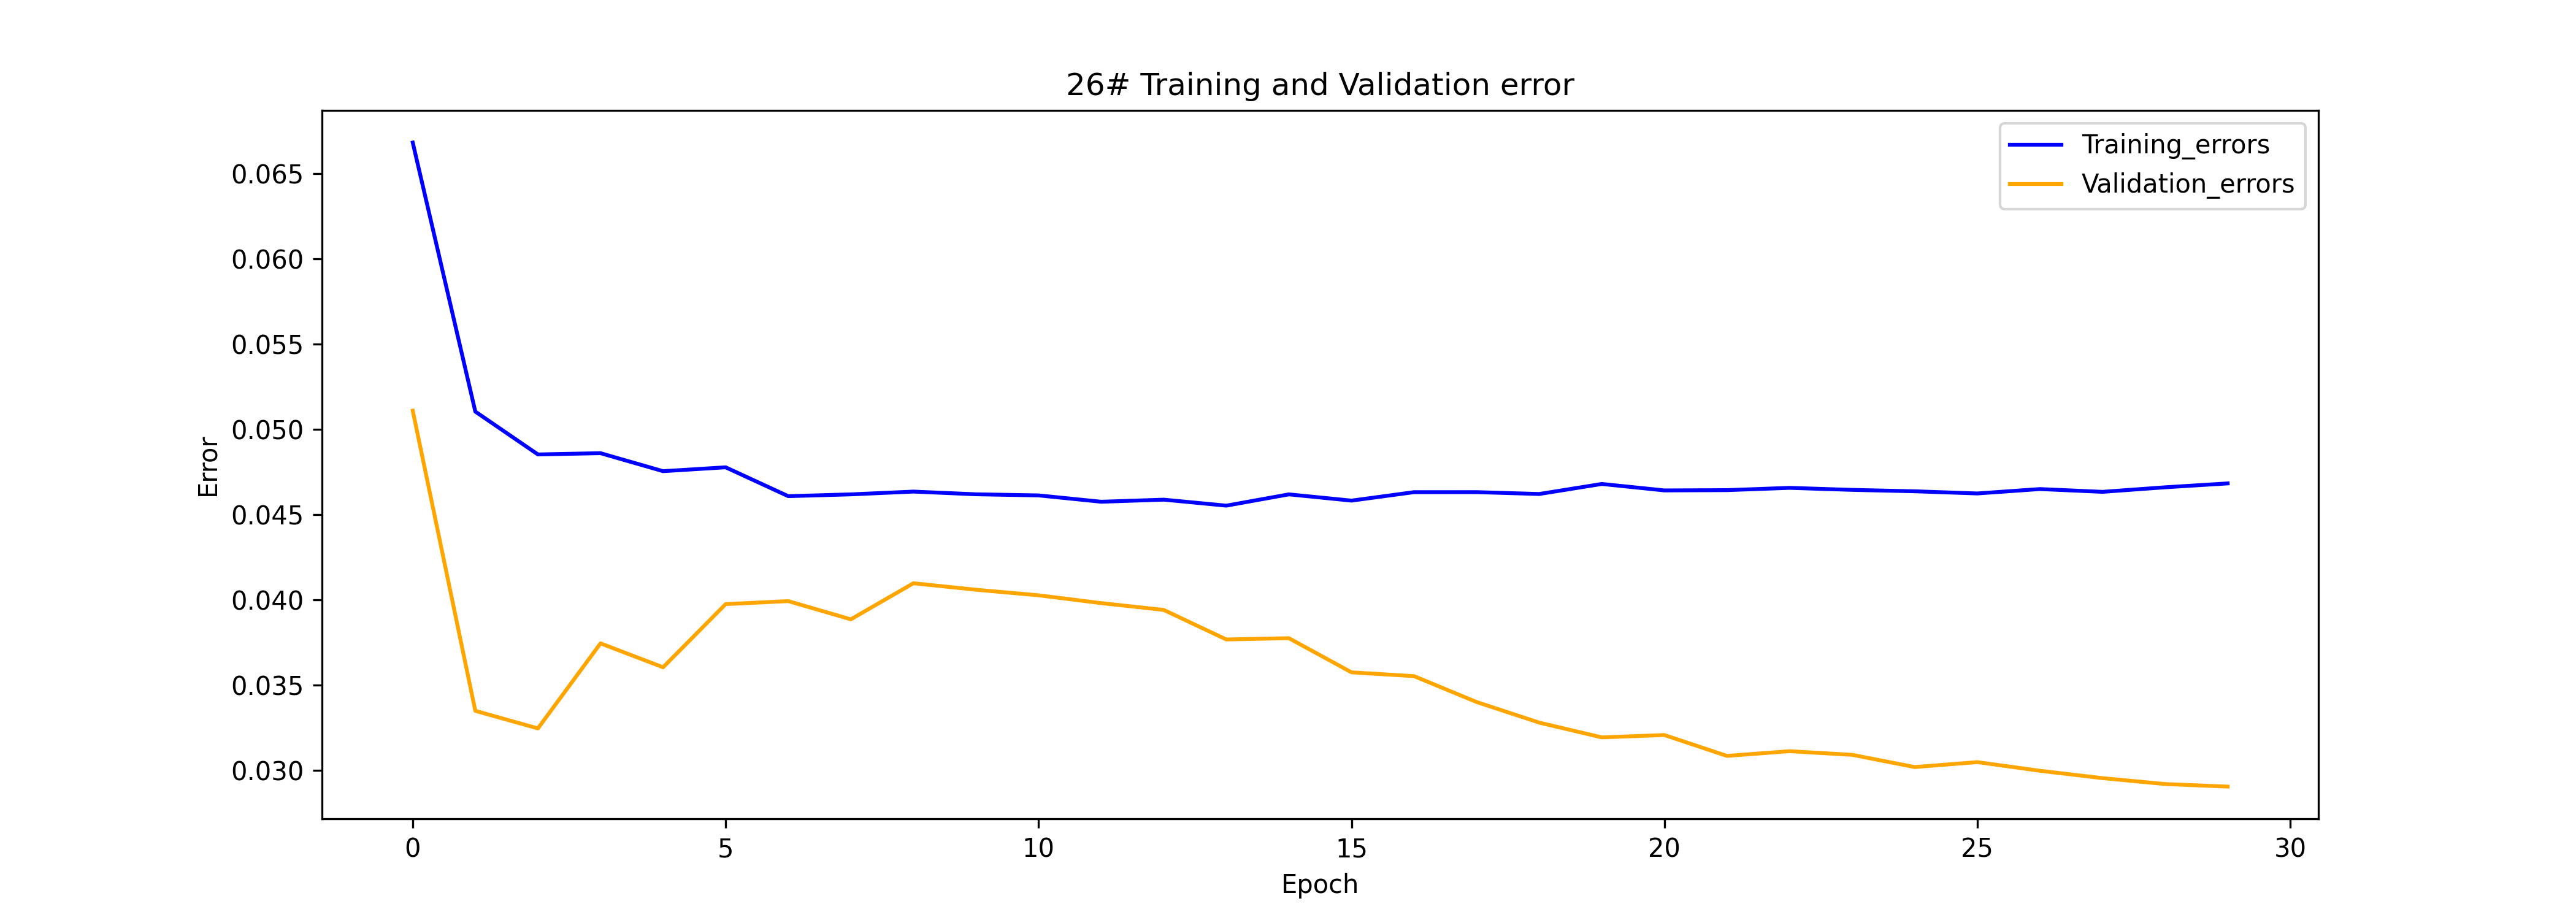 26# Training and Validation error
Training_errors
Validation_errors
0.065
0.060
0.055
0.050
0.045
0.040
0.035
0.030
Error
0 5 10 15 20 25 30
Epoch